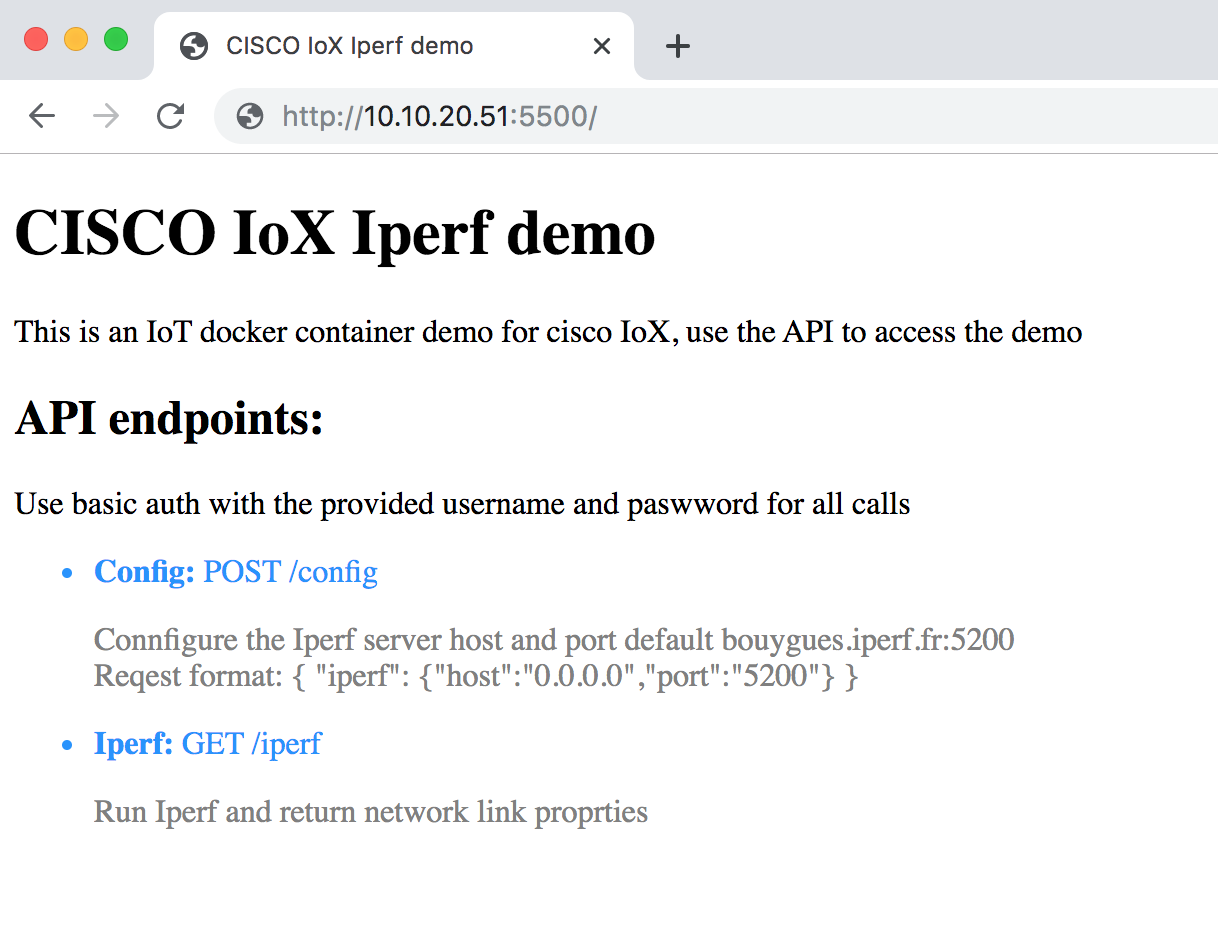 CISCO IoX Iperf demo
http://10.10.20.51:5500/
CISCO IoX Iperf demo
This is an IoT docker container demo for cisco IoX, use the API to access the demo
API endpoints:
Use basic auth with the provided username and paswword for all calls
• Config: POST /config
Connfigure the Iperf server host and port default bouygues.iperf.fr:5200
Reqest format: { "iperf": {"host":"0.0.0.0","port":"5200"} }
• Iperf: GET /iperf
Run Iperf and return network link proprties